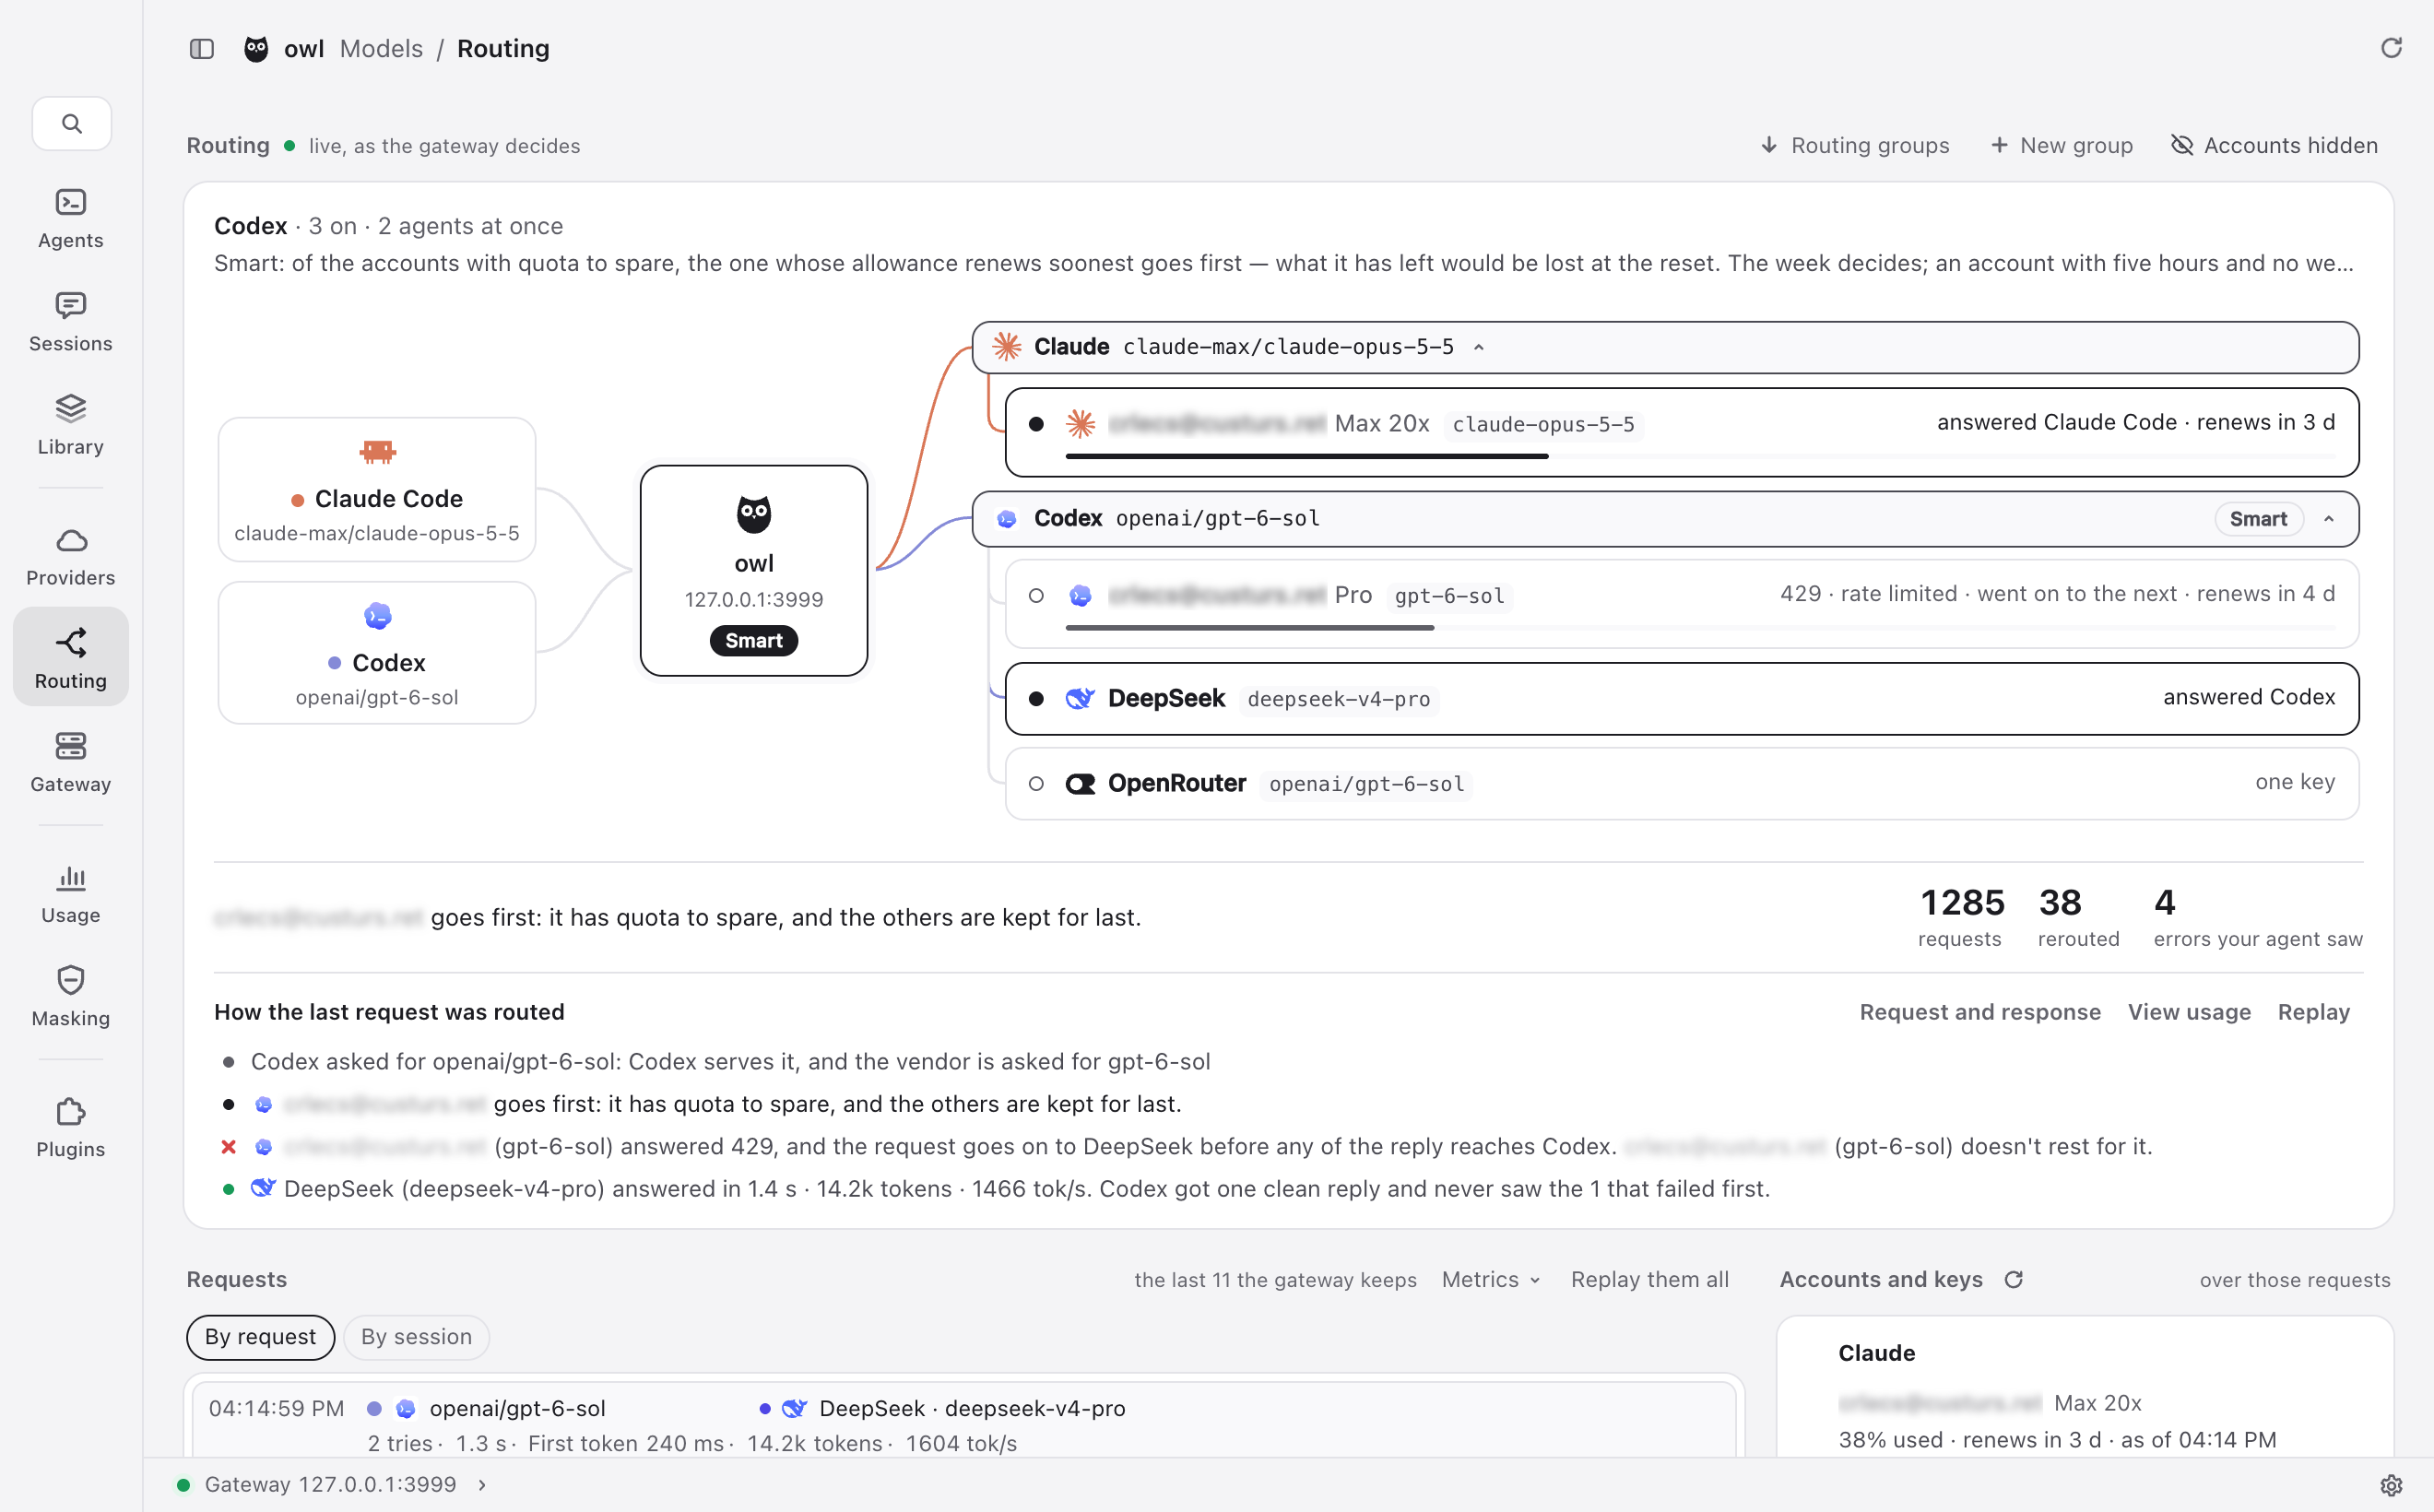 owl Models / Routing
Agents
Sessions
Library
Providers
Routing
Gateway
Usage
Masking
Plugins
Routing live, as the gateway decides
Routing groups
New group
Accounts hidden
Codex · 3 on · 2 agents at once
Smart: of the accounts with quota to spare, the one whose allowance renews soonest goes first — what it has left would be lost at the reset. The week decides; an account with five hours and no we...
Claude Code
claude-max/claude-opus-5-5
Codex
openai/gpt-6-sol
owl
127.0.0.1:3999
Smart
Claude claude-max/claude-opus-5-5
Max 20x claude-opus-5-5 answered Claude Code · renews in 3 d
Codex openai/gpt-6-sol Smart
Pro gpt-6-sol 429 · rate limited · went on to the next · renews in 4 d
DeepSeek deepseek-v4-pro answered Codex
OpenRouter openai/gpt-6-sol one key
goes first: it has quota to spare, and the others are kept for last.
1285 38 4
requests rerouted errors your agent saw
How the last request was routed
Request and response View usage Replay
Codex asked for openai/gpt-6-sol: Codex serves it, and the vendor is asked for gpt-6-sol
goes first: it has quota to spare, and the others are kept for last.
(gpt-6-sol) answered 429, and the request goes on to DeepSeek before any of the reply reaches Codex. (gpt-6-sol) doesn't rest for it.
DeepSeek (deepseek-v4-pro) answered in 1.4 s · 14.2k tokens · 1466 tok/s. Codex got one clean reply and never saw the 1 that failed first.
Requests the last 11 the gateway keeps Metrics Replay them all
By request By session
04:14:59 PM openai/gpt-6-sol DeepSeek · deepseek-v4-pro
2 tries · 1.3 s · First token 240 ms · 14.2k tokens · 1604 tok/s
Accounts and keys over those requests
Claude
Max 20x
38% used · renews in 3 d · as of 04:14 PM
Gateway 127.0.0.1:3999